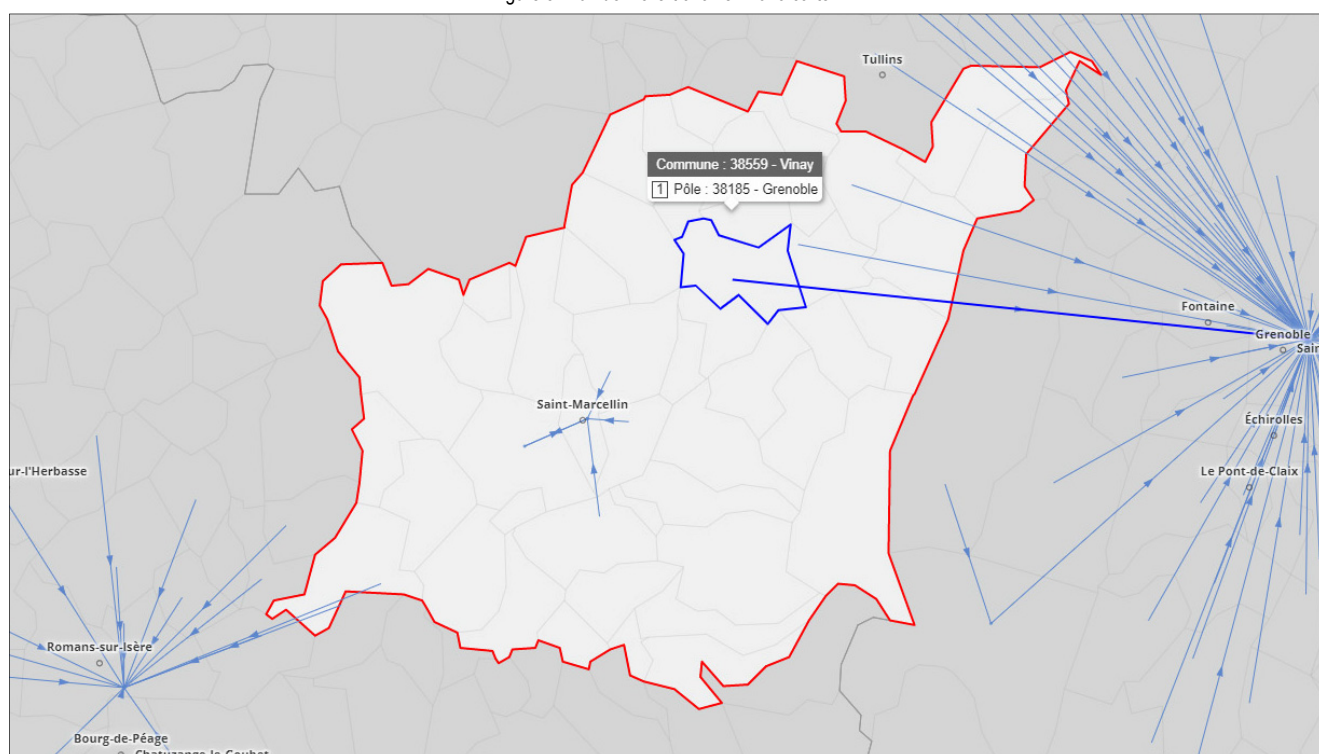 Tullins
Commune : 38559 - Vinay
1 Pôle : 38185 - Grenoble
Fontaine
Grenoble
Sain
Saint-Marcellin
Échirolles
ur-l'Herbasse
Le Pont-de-Claix
Romans-sur-Isère
Bourg-de-Péage